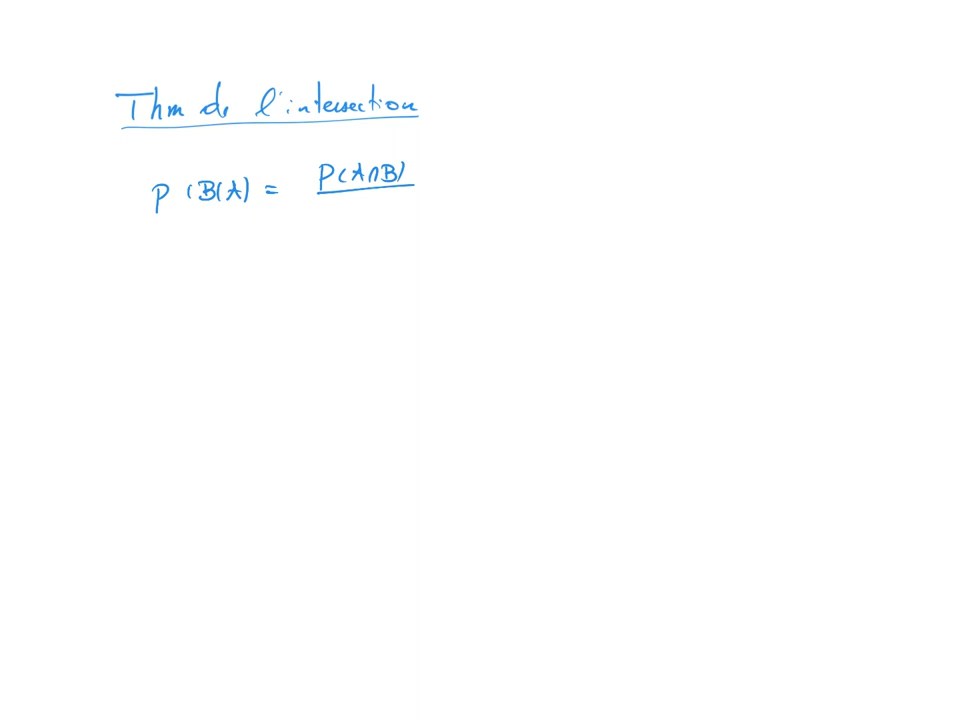 Thm de l'intersection
P(A∩B)
P(B|A) =